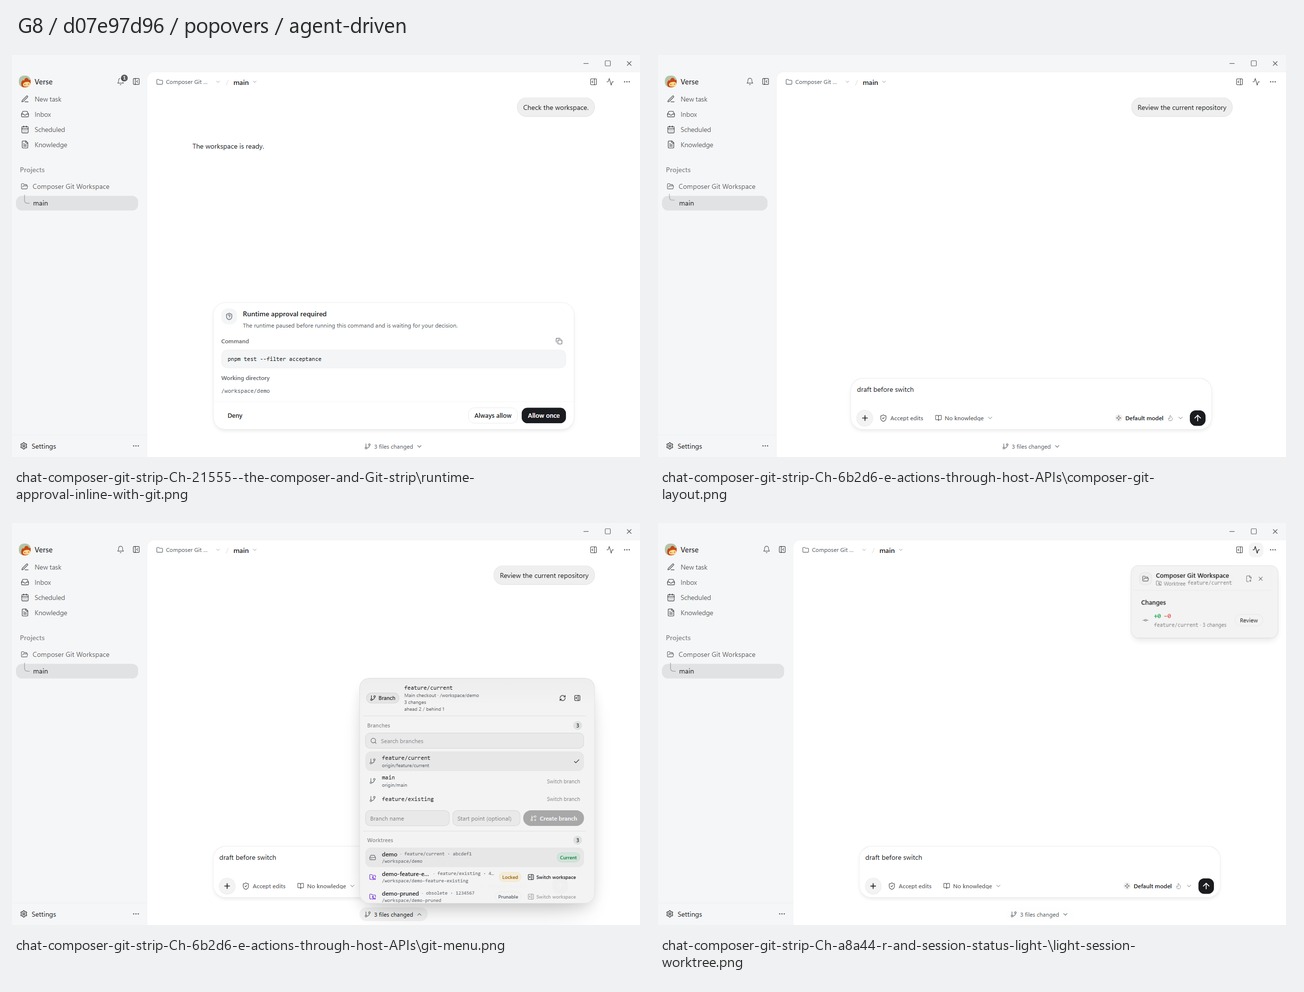 G8 / d07e97d96 / popovers / agent-driven
Verse
1
Composer Git ...
/
main
New task
Inbox
Scheduled
Knowledge
Projects
Composer Git Workspace
main
Check the workspace.
The workspace is ready.
Runtime approval required
The runtime paused before running this command and is waiting for your decision.
Command
pnpm test --filter acceptance
Working directory
/workspace/demo
Deny
Always allow
Allow once
Settings
3 files changed
chat-composer-git-strip-Ch-21555--the-composer-and-Git-strip\runtime-
approval-inline-with-git.png
Verse
Composer Git ...
/
main
New task
Inbox
Scheduled
Knowledge
Projects
Composer Git Workspace
main
Review the current repository
draft before switch
Accept edits
No knowledge
Default model
Settings
3 files changed
chat-composer-git-strip-Ch-6b2d6-e-actions-through-host-APIs\composer-git-
layout.png
Verse
Composer Git ...
/
main
New task
Inbox
Scheduled
Knowledge
Projects
Composer Git Workspace
main
Review the current repository
Branch
feature/current
Main checkout · /workspace/demo
3 changes
ahead 2 / behind 1
Branches
3
Search branches
feature/current
origin/feature/current
main
origin/main
Switch branch
feature/existing
Switch branch
Branch name
Start point (optional)
Create branch
Worktrees
3
demo · feature/current · abcdef1
/workspace/demo
Current
demo-feature-e... · feature/existing · d...
/workspace/demo-feature-existing
Locked
Switch workspace
demo-pruned · obsolete · 1234567
/workspace/demo-pruned
Prunable
Switch workspace
draft before switch
Accept edits
No knowledge
Settings
3 files changed
chat-composer-git-strip-Ch-6b2d6-e-actions-through-host-APIs\git-menu.png
Verse
Composer Git ...
/
main
New task
Inbox
Scheduled
Knowledge
Projects
Composer Git Workspace
main
Composer Git Workspace
Worktree feature/current
Changes
+0 -0
feature/current · 3 changes
Review
draft before switch
Accept edits
No knowledge
Default model
Settings
3 files changed
chat-composer-git-strip-Ch-a8a44-r-and-session-status-light-\light-session-
worktree.png